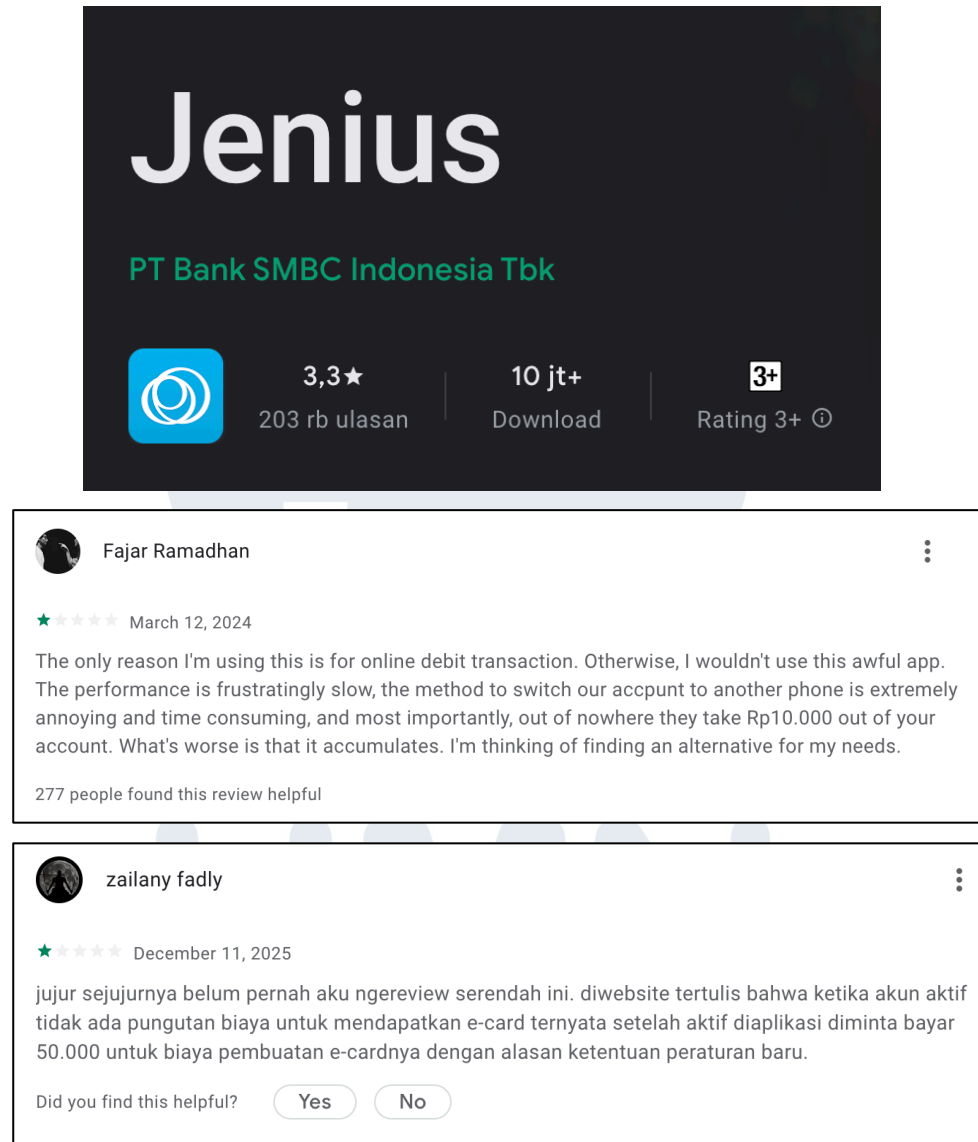 Jenius
PT Bank SMBC Indonesia Tbk
3,3★ 10 jt+ 3+
203 rb ulasan Download Rating 3+
Fajar Ramadhan
March 12, 2024
The only reason I'm using this is for online debit transaction. Otherwise, I wouldn't use this awful app.
The performance is frustratingly slow, the method to switch our accpunt to another phone is extremely
annoying and time consuming, and most importantly, out of nowhere they take Rp10.000 out of your
account. What's worse is that it accumulates. I'm thinking of finding an alternative for my needs.
277 people found this review helpful
zailany fadly
December 11, 2025
jujur sejujurnya belum pernah aku ngereview serendah ini. diwebsite tertulis bahwa ketika akun aktif
tidak ada pungutan biaya untuk mendapatkan e-card ternyata setelah aktif diaplikasi diminta bayar
50.000 untuk biaya pembuatan e-cardnya dengan alasan ketentuan peraturan baru.
Did you find this helpful? Yes No